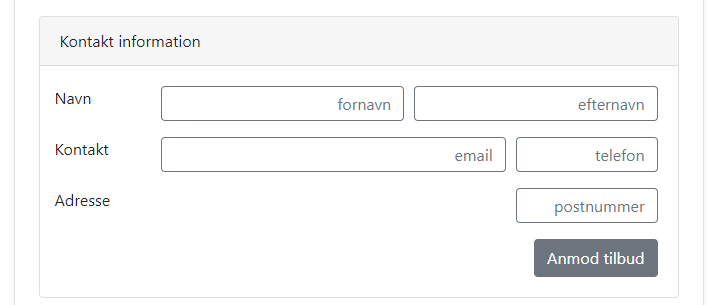 Kontakt information
Navn fornavn efternavn
Kontakt email telefon
Adresse postnummer
Anmod tilbud